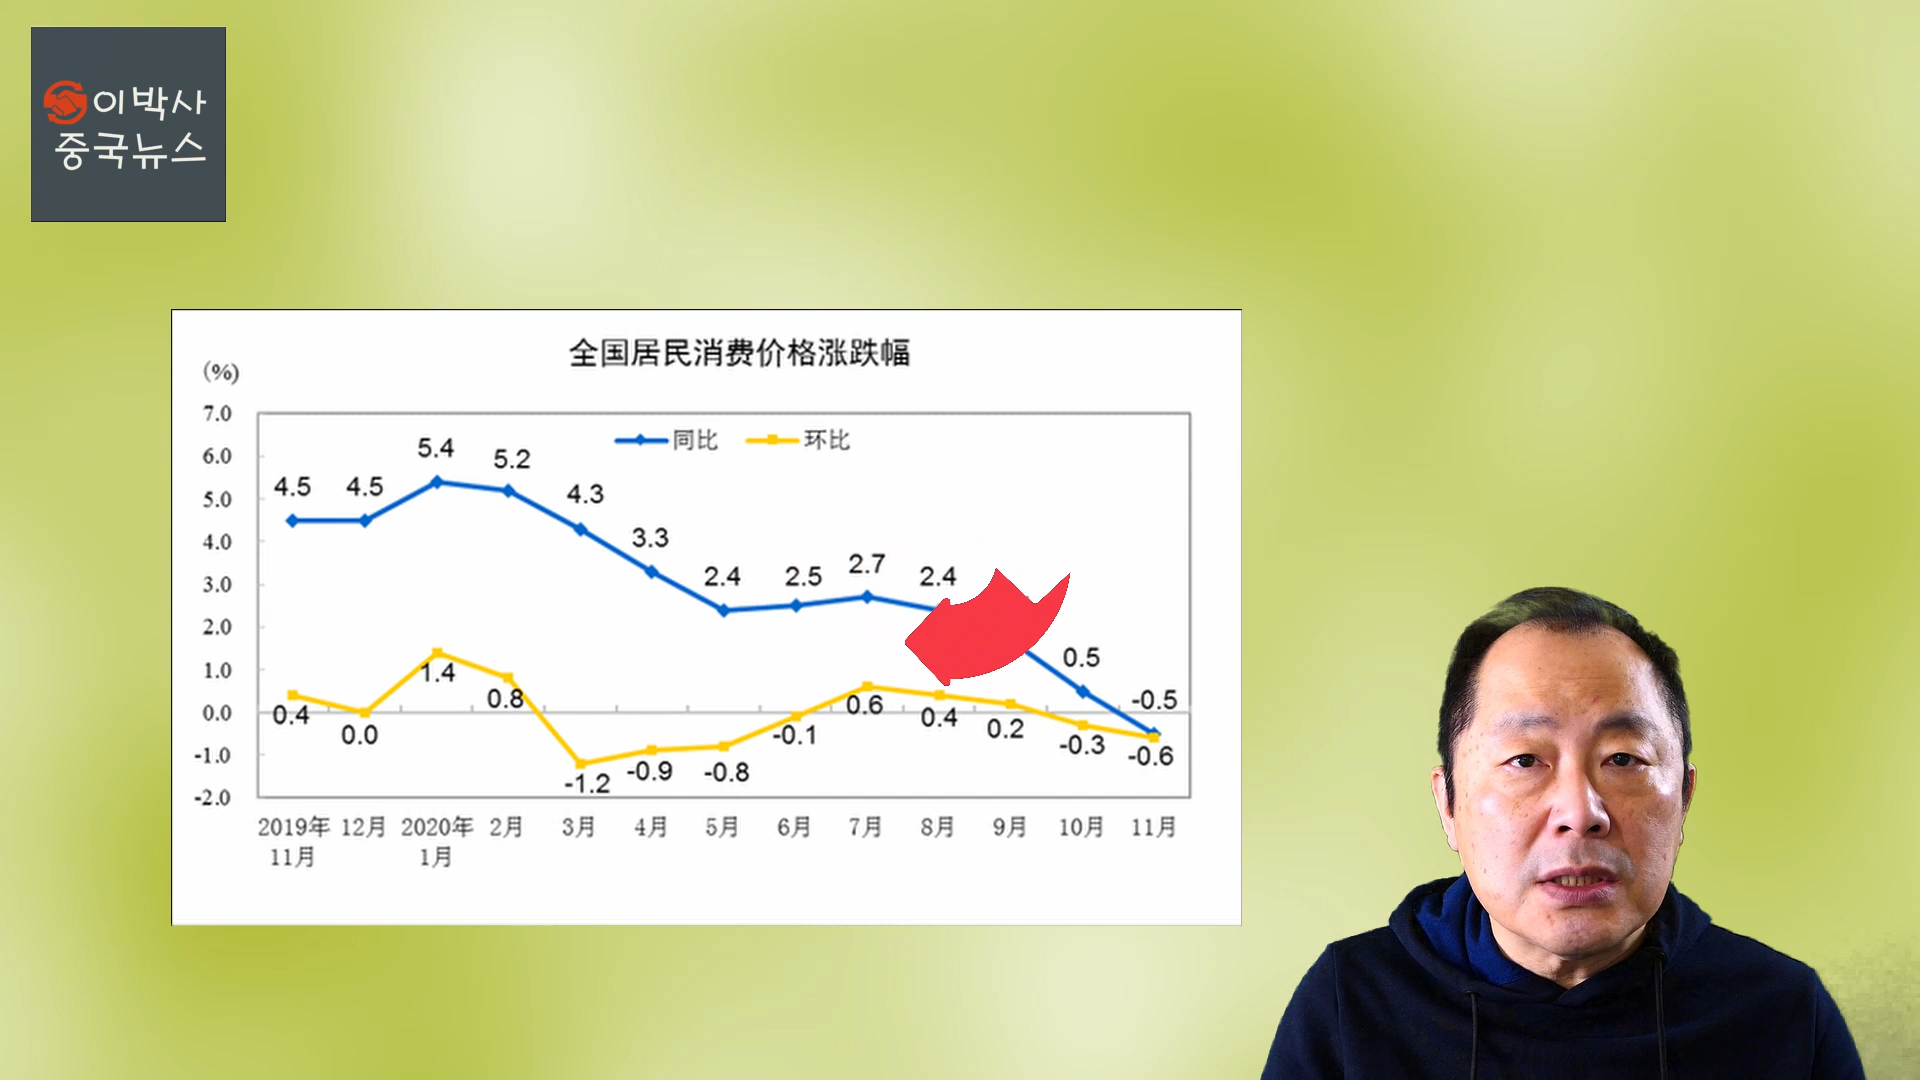 이박사
중국뉴스
全国居民消费价格涨跌幅
(%)
同比 环比
7.0
6.0
5.0
4.0
3.0
2.0
1.0
0.0
-1.0
-2.0
4.5 4.5 5.4 5.2 4.3 3.3 2.4 2.5 2.7 2.4 0.5 -0.5
0.4 0.0 1.4 0.8 -1.2 -0.9 -0.8 -0.1 0.6 0.4 0.2 -0.3 -0.6
2019年 12月 2020年 2月 3月 4月 5月 6月 7月 8月 9月 10月 11月
11月 1月